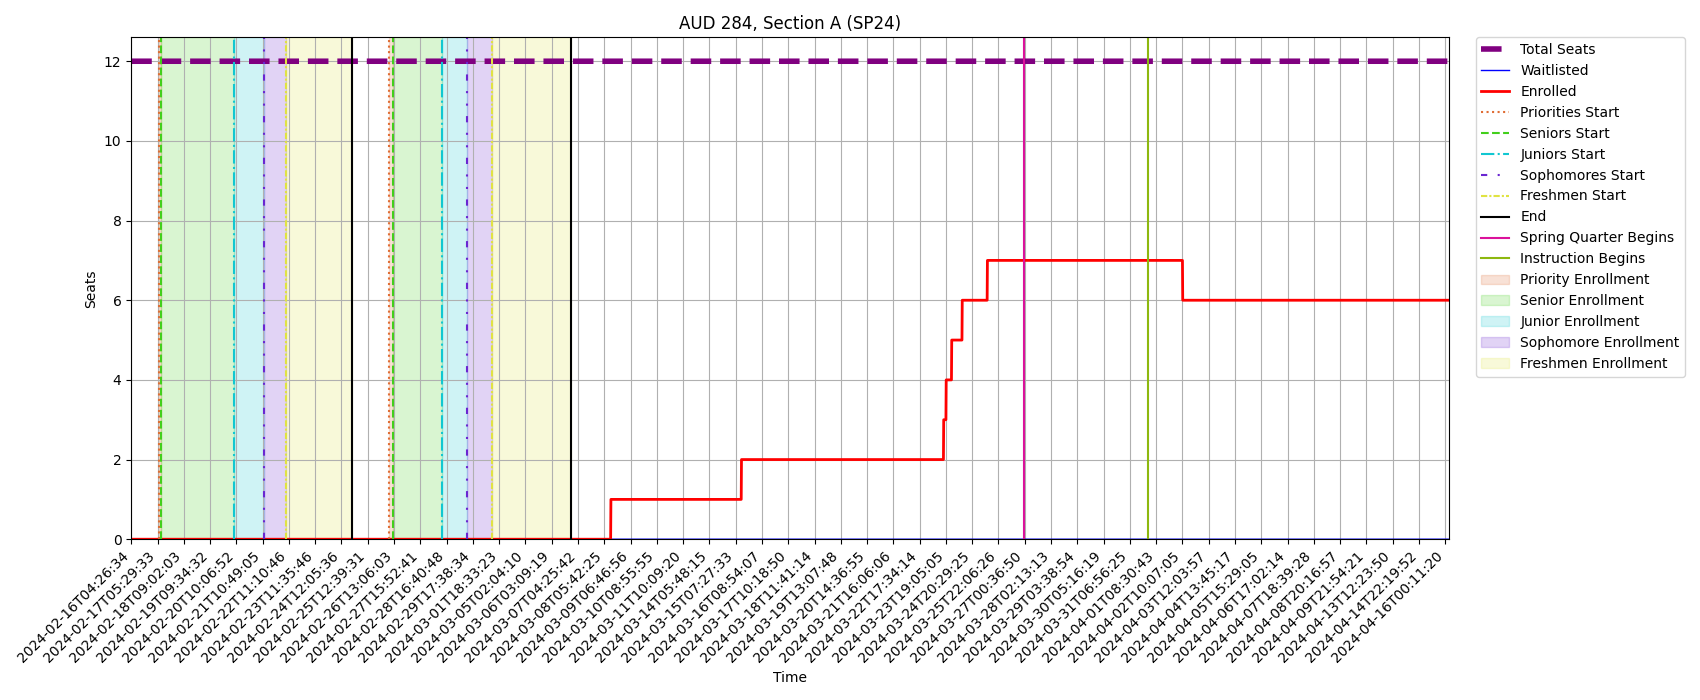 AUD 284, Section A (SP24)
Seats
12
10
8
6
4
2
0
2024-02-16T04:26:34
2024-02-17T05:29:33
2024-02-18T09:02:03
2024-02-19T09:34:32
2024-02-20T10:06:52
2024-02-21T10:49:05
2024-02-22T11:10:46
2024-02-23T11:35:46
2024-02-24T12:05:36
2024-02-25T12:39:31
2024-02-26T13:06:03
2024-02-27T15:52:41
2024-02-28T16:40:48
2024-02-29T17:38:34
2024-03-01T18:33:23
2024-03-05T02:04:10
2024-03-06T03:09:19
2024-03-07T04:25:42
2024-03-08T05:42:25
2024-03-09T06:46:56
2024-03-10T08:55:55
2024-03-11T10:09:20
2024-03-14T05:48:15
2024-03-15T07:27:33
2024-03-16T08:54:07
2024-03-17T10:18:50
2024-03-18T11:41:14
2024-03-19T13:07:48
2024-03-20T14:36:55
2024-03-21T16:06:06
2024-03-22T17:34:14
2024-03-23T19:05:05
2024-03-24T20:29:25
2024-03-25T22:06:26
2024-03-27T00:36:50
2024-03-28T02:13:13
2024-03-29T03:38:54
2024-03-30T05:16:19
2024-03-31T06:56:25
2024-04-01T08:30:43
2024-04-02T10:07:05
2024-04-03T12:03:57
2024-04-04T13:45:17
2024-04-05T15:29:05
2024-04-06T17:02:14
2024-04-07T18:39:28
2024-04-08T20:16:57
2024-04-09T21:54:21
2024-04-13T12:23:50
2024-04-14T22:19:52
2024-04-16T00:11:20
Time
Total Seats
Waitlisted
Enrolled
Priorities Start
Seniors Start
Juniors Start
Sophomores Start
Freshmen Start
End
Spring Quarter Begins
Instruction Begins
Priority Enrollment
Senior Enrollment
Junior Enrollment
Sophomore Enrollment
Freshmen Enrollment